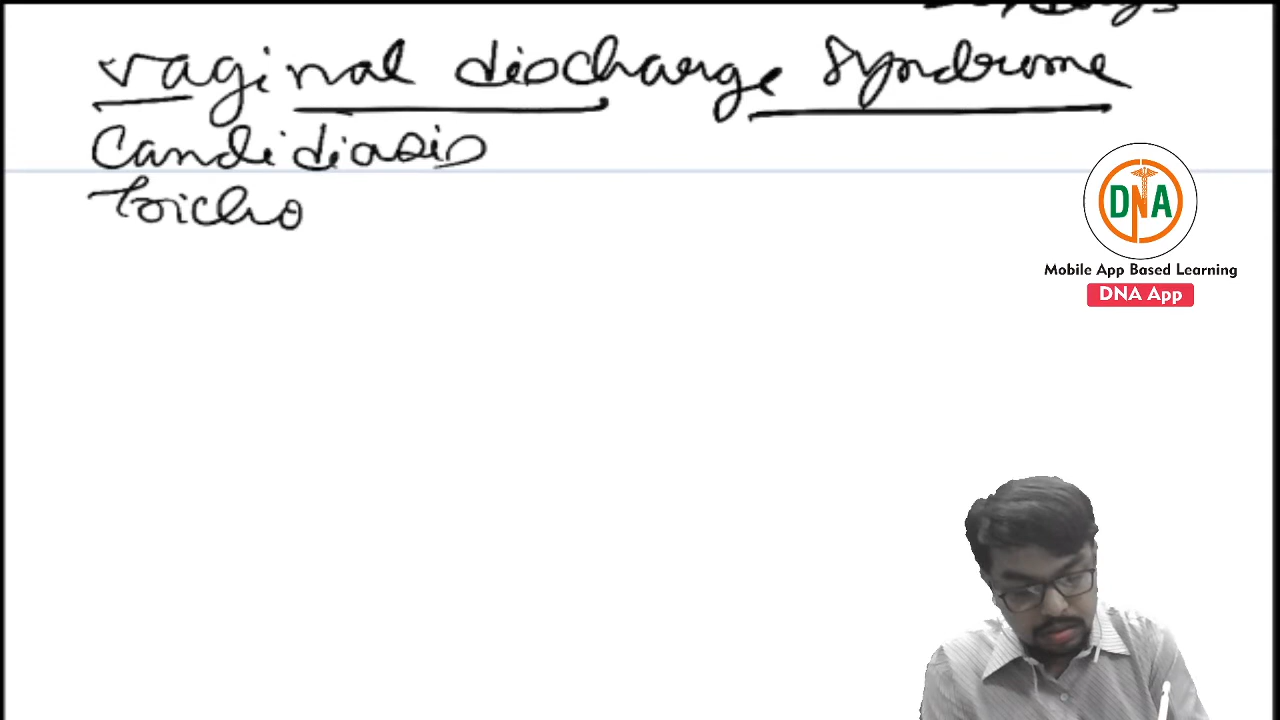 vaginal discharge syndrome
Candidiasis
Tricho
DNA
Mobile App Based Learning
DNA App